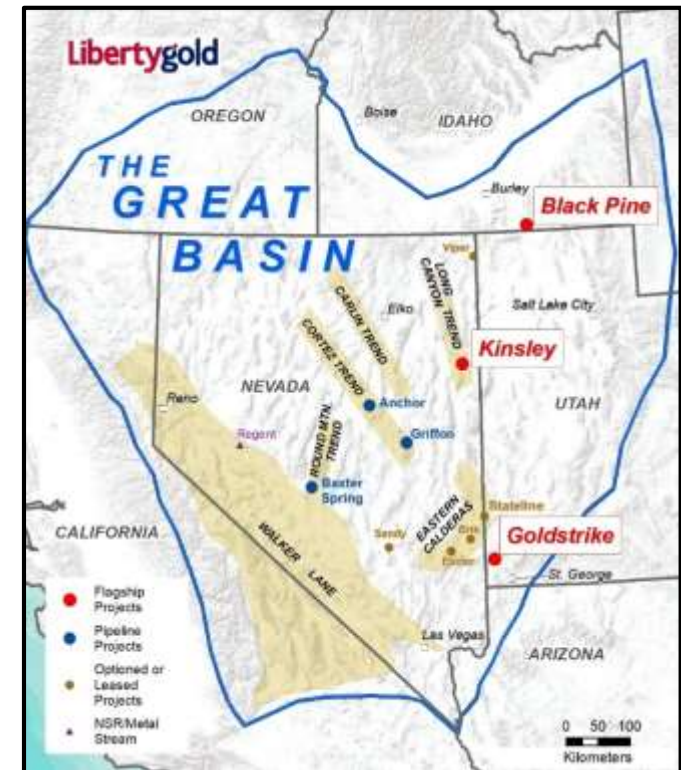 Libertygold
OREGON
Boise
IDAHO
THE
GREAT
BASIN
Burley
Black Pine
Viper
LONG
CANYON TREND
Salt Lake City
Elko
CARLIN TREND
CORTEZ TREND
Kinsley
NEVADA
UTAH
Reno
Anchor
Regent
Griffon
ROUND MTN.
TREND
Baxter
Spring
EASTERN
CALDERAS
Stateline
Brik
Sandy
Easter
Goldstrike
St. George
CALIFORNIA
WALKER LANE
Las Vegas
ARIZONA
Flagship
Projects
Pipeline
Projects
Optioned or
Leased
Projects
NSR/Metal
Stream
0 50 100
Kilometers